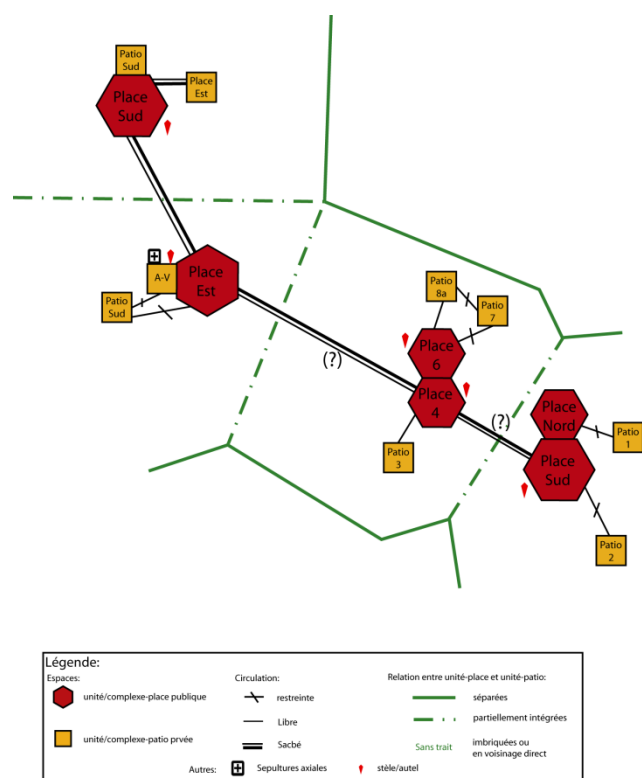 Patio
Sud
Place
Est
Place
Sud
A-V
Place
Est
Patio
Sud
(?)
Patio
8a
Patio
7
Place
6
Place
4
Patio
3
(?)
Place
Nord
Patio
1
Place
Sud
Patio
2
Légende:
Espaces:
unité/complexe-place publique
unité/complexe-patio prvée
Circulation:
restreinte
Libre
Sacbé
Relation entre unité-place et unité-patio:
séparées
partiellement intégrées
Sans trait
imbriquées ou
en voisinage direct
Autres:
Sepultures axiales
stèle/autel